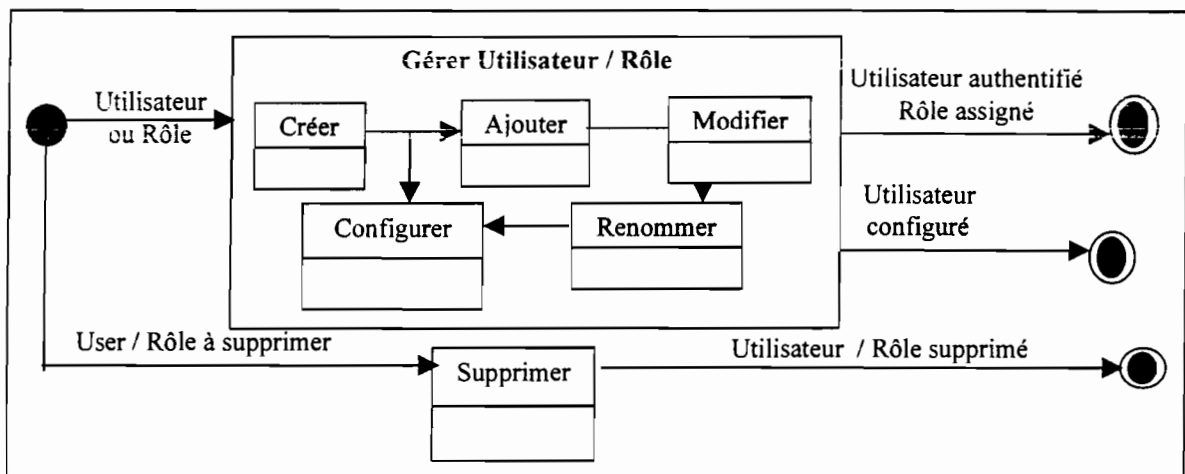 Gérer Utilisateur / Rôle
Utilisateur
ou Rôle
Créer
Ajouter
Modifier
Configurer
Renommer
Utilisateur authentifié
Rôle assigné
Utilisateur
configuré
User / Rôle à supprimer
Supprimer
Utilisateur / Rôle supprimé